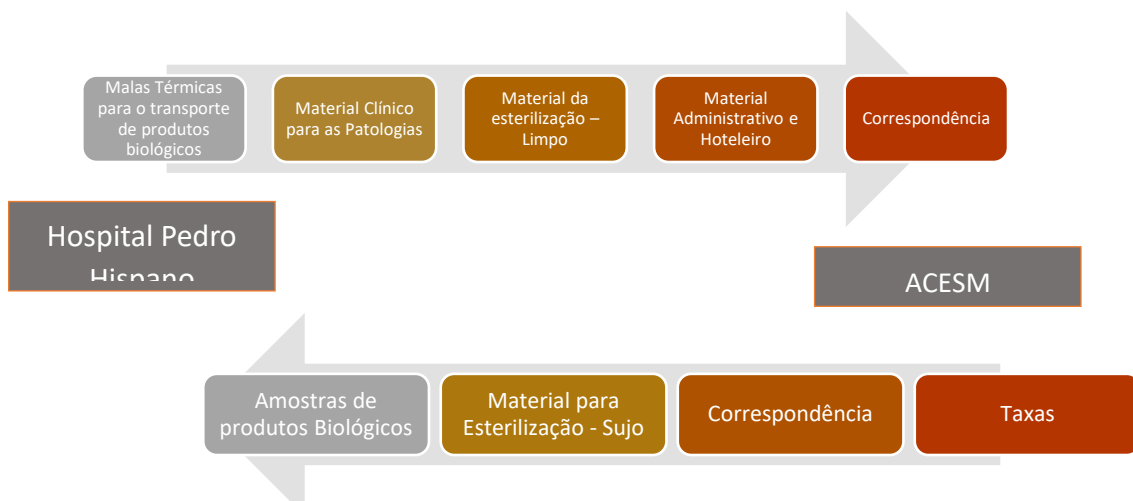 Malas Térmicas
para o transporte
de produtos
biológicos
Material Clínico
para as Patologias
Material da
esterilização –
Limpo
Material
Administrativo e
Hoteleiro
Correspondência
Hospital Pedro
Hispano
ACESM
Amostras de
produtos Biológicos
Material para
Esterilização - Sujo
Correspondência
Taxas